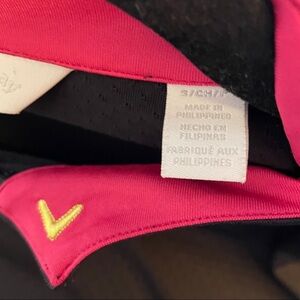 S/CH/P
MADE IN
PHILIPPINES
HECHO EN
FILIPINAS
FABRIQUÉ AUX
PHILIPPINES